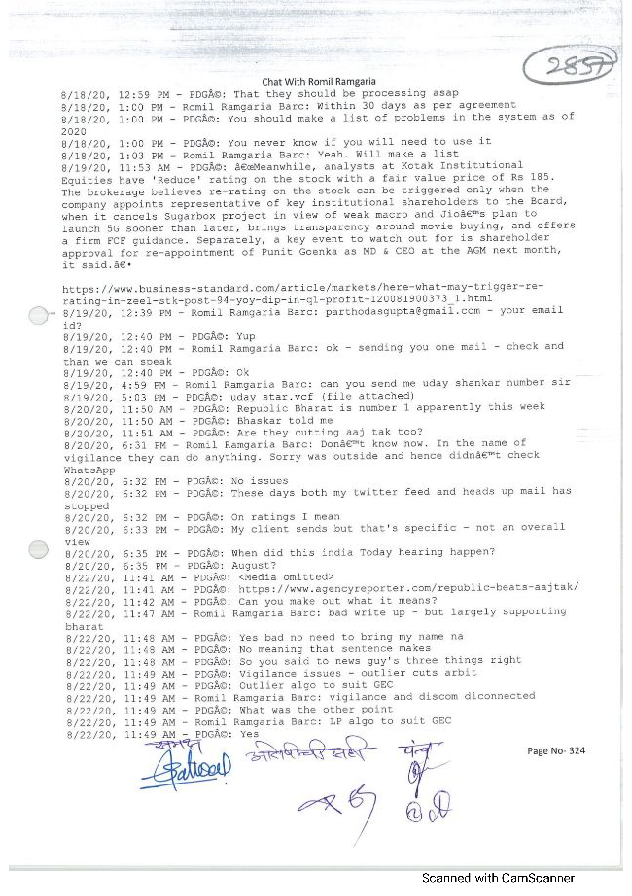 2857
Chat With Romil Ramgaria
8/18/20, 12:59 PM - PDGÂ©: That they should be processing asap
8/18/20, 1:00 PM - Romil Ramgaria Barc: Within 30 days as per agreement
8/18/20, 1:00 PM - PDGÂ©: You should make a list of problems in the system as of
2020
8/18/20, 1:00 PM - PDGÂ©: You never know if you will need to use it
8/18/20, 1:03 PM - Romil Ramgaria Barc: Yeah. Will make a list
8/19/20, 11:53 AM - PDGÂ©: â€œMeanwhile, analysts at Kotak Institutional
Equities have 'Reduce' rating on the stock with a fair value price of Rs 185.
The brokerage believes re-rating on the stock can be triggered only when the
company appoints representative of key institutional shareholders to the Board,
when it cancels Sugarbox project in view of weak macro and Jioâ€™s plan to
launch 5G sooner than later, brings transparency around movie buying, and offers
a firm FCF guidance. Separately, a key event to watch out for is shareholder
approval for re-appointment of Punit Goenka as MD & CEO at the AGM next month,
it said.â€•
https://www.business-standard.com/article/markets/here-what-may-trigger-re-
rating-in-zeel-stk-post-94-yoy-dip-in-q1-profit-120081900373_1.html
8/19/20, 12:39 PM - Romil Ramgaria Barc: parthodasgupta@gmail.com - your email
id?
8/19/20, 12:40 PM - PDGÂ©: Yup
8/19/20, 12:40 PM - Romil Ramgaria Barc: ok - sending you one mail - check and
than we can speak
8/19/20, 12:40 PM - PDGÂ©: Ok
8/19/20, 4:59 PM - Romil Ramgaria Barc: can you send me uday shankar number sir
8/19/20, 5:03 PM - PDGÂ©: uday star.vcf (file attached)
8/20/20, 11:50 AM - PDGÂ©: Republic Bharat is number 1 apparently this week
8/20/20, 11:50 AM - PDGÂ©: Bhaskar told me
8/20/20, 11:51 AM - PDGÂ©: Are they cutting aaj tak too?
8/20/20, 6:31 PM - Romil Ramgaria Barc: Donâ€™t know now. In the name of
vigilance they can do anything. Sorry was outside and hence didnâ€™t check
WhatsApp
8/20/20, 6:32 PM - PDGÂ©: No issues
8/20/20, 6:32 PM - PDGÂ©: These days both my twitter feed and heads up mail has
stopped
8/20/20, 6:32 PM - PDGÂ©: On ratings I mean
8/20/20, 6:33 PM - PDGÂ©: My client sends but that's specific - not an overall
view
8/20/20, 6:35 PM - PDGÂ©: When did this india Today hearing happen?
8/20/20, 6:35 PM - PDGÂ©: August?
8/22/20, 11:41 AM - PDGÂ©: <Media omitted>
8/22/20, 11:41 AM - PDGÂ©: https://www.agencyreporter.com/republic-beats-aajtak/
8/22/20, 11:42 AM - PDGÂ©: Can you make out what it means?
8/22/20, 11:47 AM - Romil Ramgaria Barc: bad write up - but largely supporting
bharat
8/22/20, 11:48 AM - PDGÂ©: Yes bad no need to bring my name na
8/22/20, 11:48 AM - PDGÂ©: No meaning that sentence makes
8/22/20, 11:48 AM - PDGÂ©: So you said to news guy's three things right
8/22/20, 11:49 AM - PDGÂ©: Vigilance issues - outlier cuts arbit
8/22/20, 11:49 AM - PDGÂ©: Outlier algo to suit GEC
8/22/20, 11:49 AM - Romil Ramgaria Barc: vigilance and discom diconnected
8/22/20, 11:49 AM - PDGÂ©: What was the other point
8/22/20, 11:49 AM - Romil Ramgaria Barc: LP algo to suit GEC
8/22/20, 11:49 AM - PDGÂ©: Yes
समक्ष
Page No- 324
Scanned with CamScanner